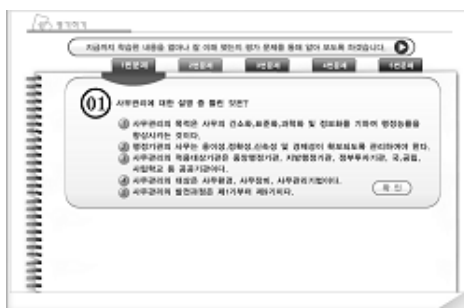 평가하기
지금까지 학습한 내용을 얼마나 잘 이해 했는지 평가 문제를 통해 알아 보도록 하겠습니다.
1번문제 2번문제 3번문제 4번문제 5번문제
01 사무관리에 대한 설명 중 틀린 것은?
사무관리의 목적은 사무의 간소화,표준화,과학화 및 정보화를 기하여 행정능률을
향상시키는 것이다.
행정기관의 사무는 용이성,정확성,신속성 및 경제성이 확보되도록 관리하여야 한다.
사무관리의 적용대상기관은 중앙행정기관, 지방행정기관, 정부투자기관, 국,공립,
사립학교 등 공공기관이다.
사무관리의 대상은 사무환경, 사무장비, 사무관리기법이다.
사무관리의 발전과정은 제1기부터 이다.
확 인